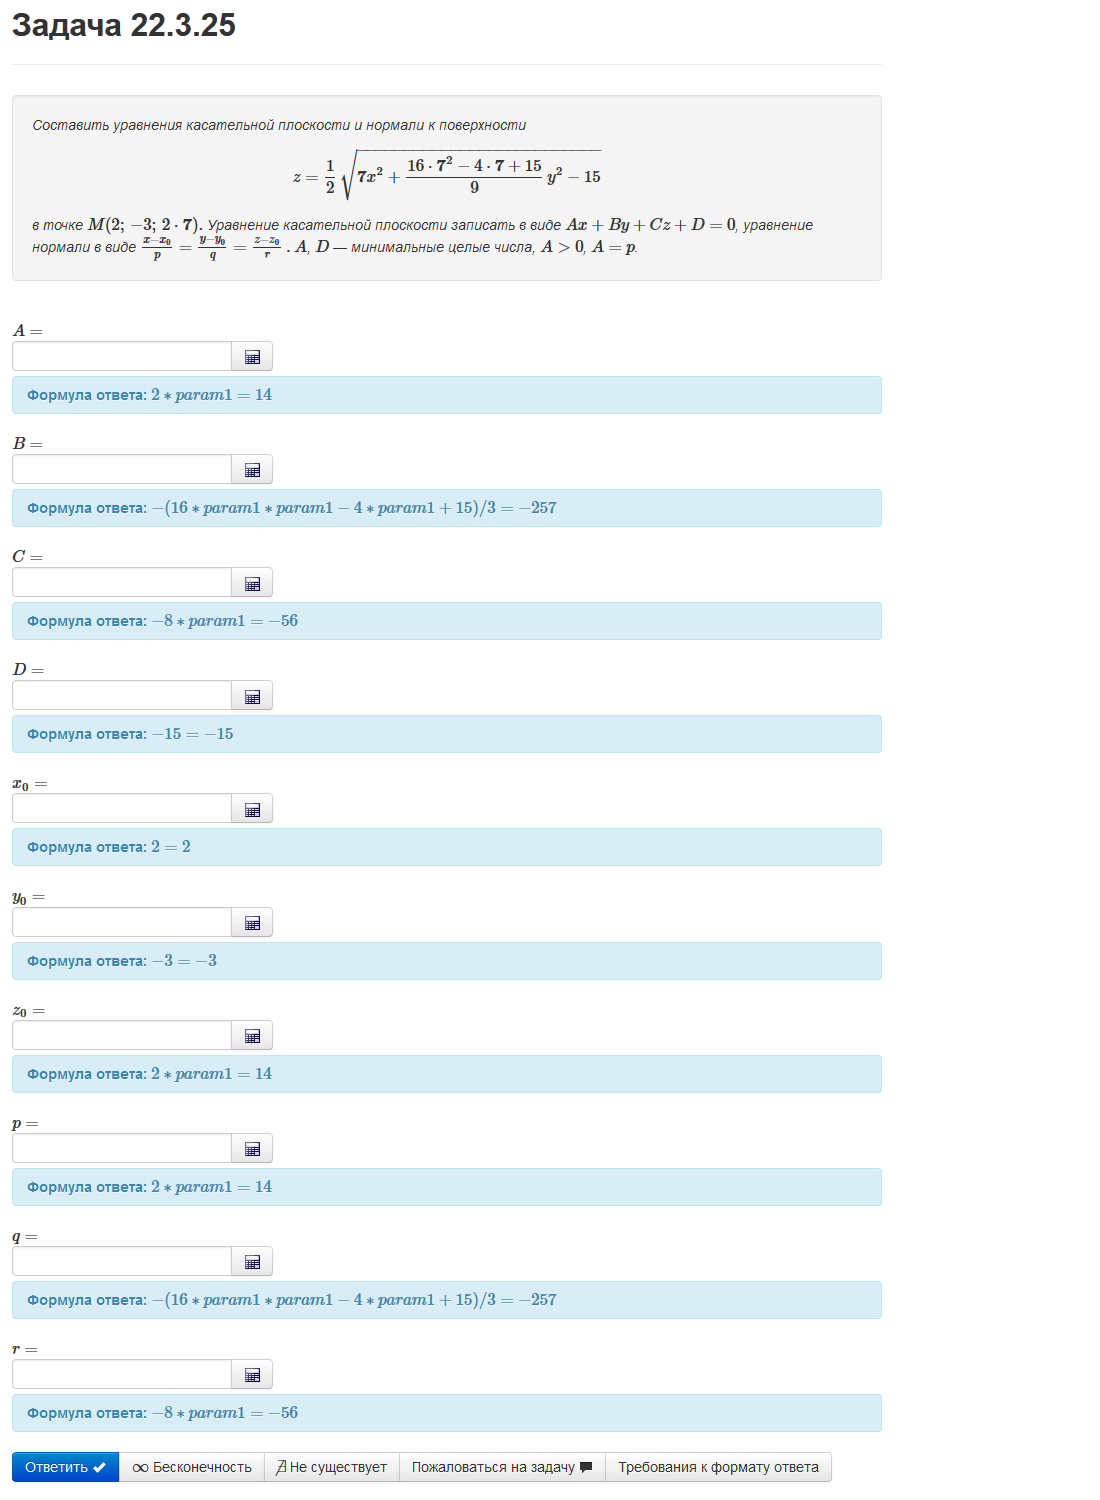 Задача 22.3.25
Составить уравнения касательной плоскости и нормали к поверхности
z = \frac{1}{2} \sqrt{7x^2 + \frac{16 \cdot 7^2 - 4 \cdot 7 + 15}{9} y^2 - 15}
в точке M(2; −3; 2 · 7). Уравнение касательной плоскости записать в виде Ax + By + Cz + D = 0, уравнение
нормали в виде \frac{x-x_0}{p} = \frac{y-y_0}{q} = \frac{z-z_0}{r} . A, D — минимальные целые числа, A > 0, A = p.
A =
Формула ответа: 2 ∗ param1 = 14
B =
Формула ответа: −(16 ∗ param1 ∗ param1 − 4 ∗ param1 + 15)/3 = −257
C =
Формула ответа: −8 ∗ param1 = −56
D =
Формула ответа: −15 = −15
x₀ =
Формула ответа: 2 = 2
y₀ =
Формула ответа: −3 = −3
z₀ =
Формула ответа: 2 ∗ param1 = 14
p =
Формула ответа: 2 ∗ param1 = 14
q =
Формула ответа: −(16 ∗ param1 ∗ param1 − 4 ∗ param1 + 15)/3 = −257
r =
Формула ответа: −8 ∗ param1 = −56
Ответить ✔ ∞ Бесконечность ∄ Не существует Пожаловаться на задачу Требования к формату ответа